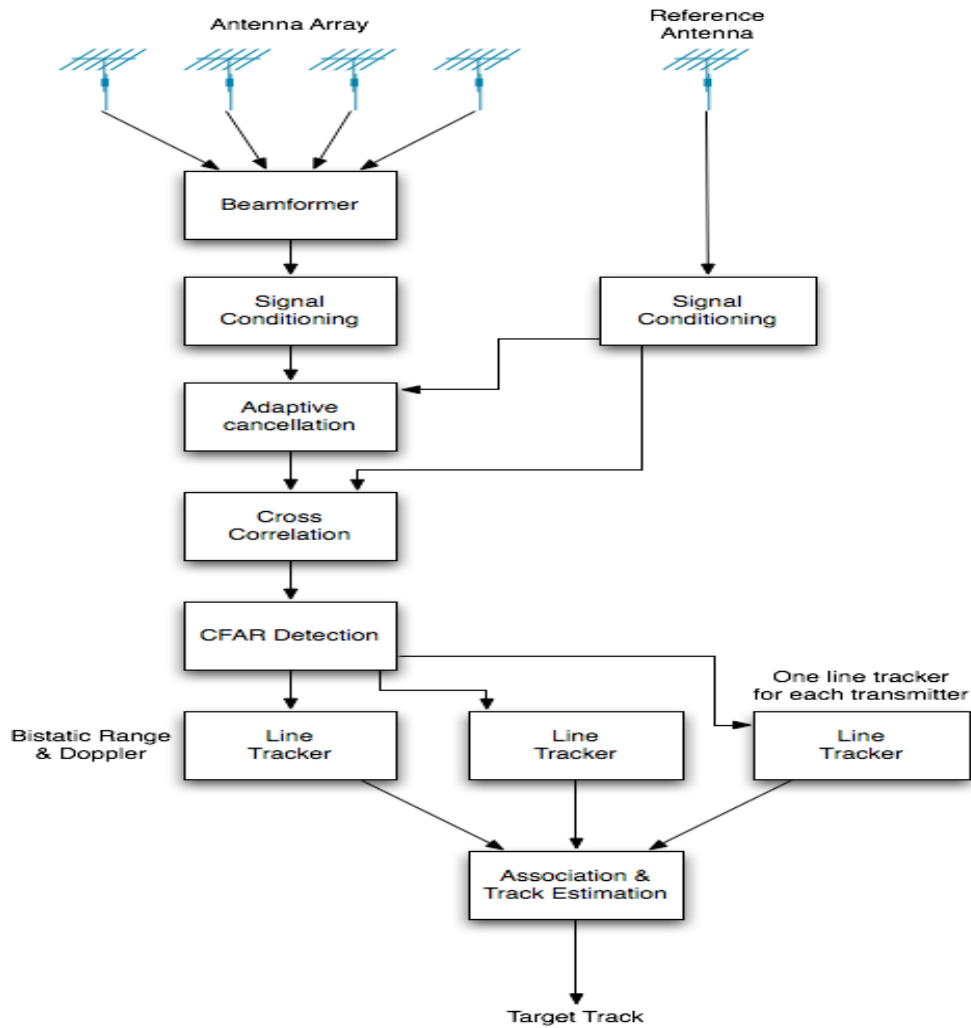 Antenna Array
Reference
Antenna
Beamformer
Signal
Conditioning
Signal
Conditioning
Adaptive
cancellation
Cross
Correlation
CFAR Detection
One line tracker
for each transmitter
Bistatic Range
& Doppler
Line
Tracker
Line
Tracker
Line
Tracker
Association &
Track Estimation
Target Track